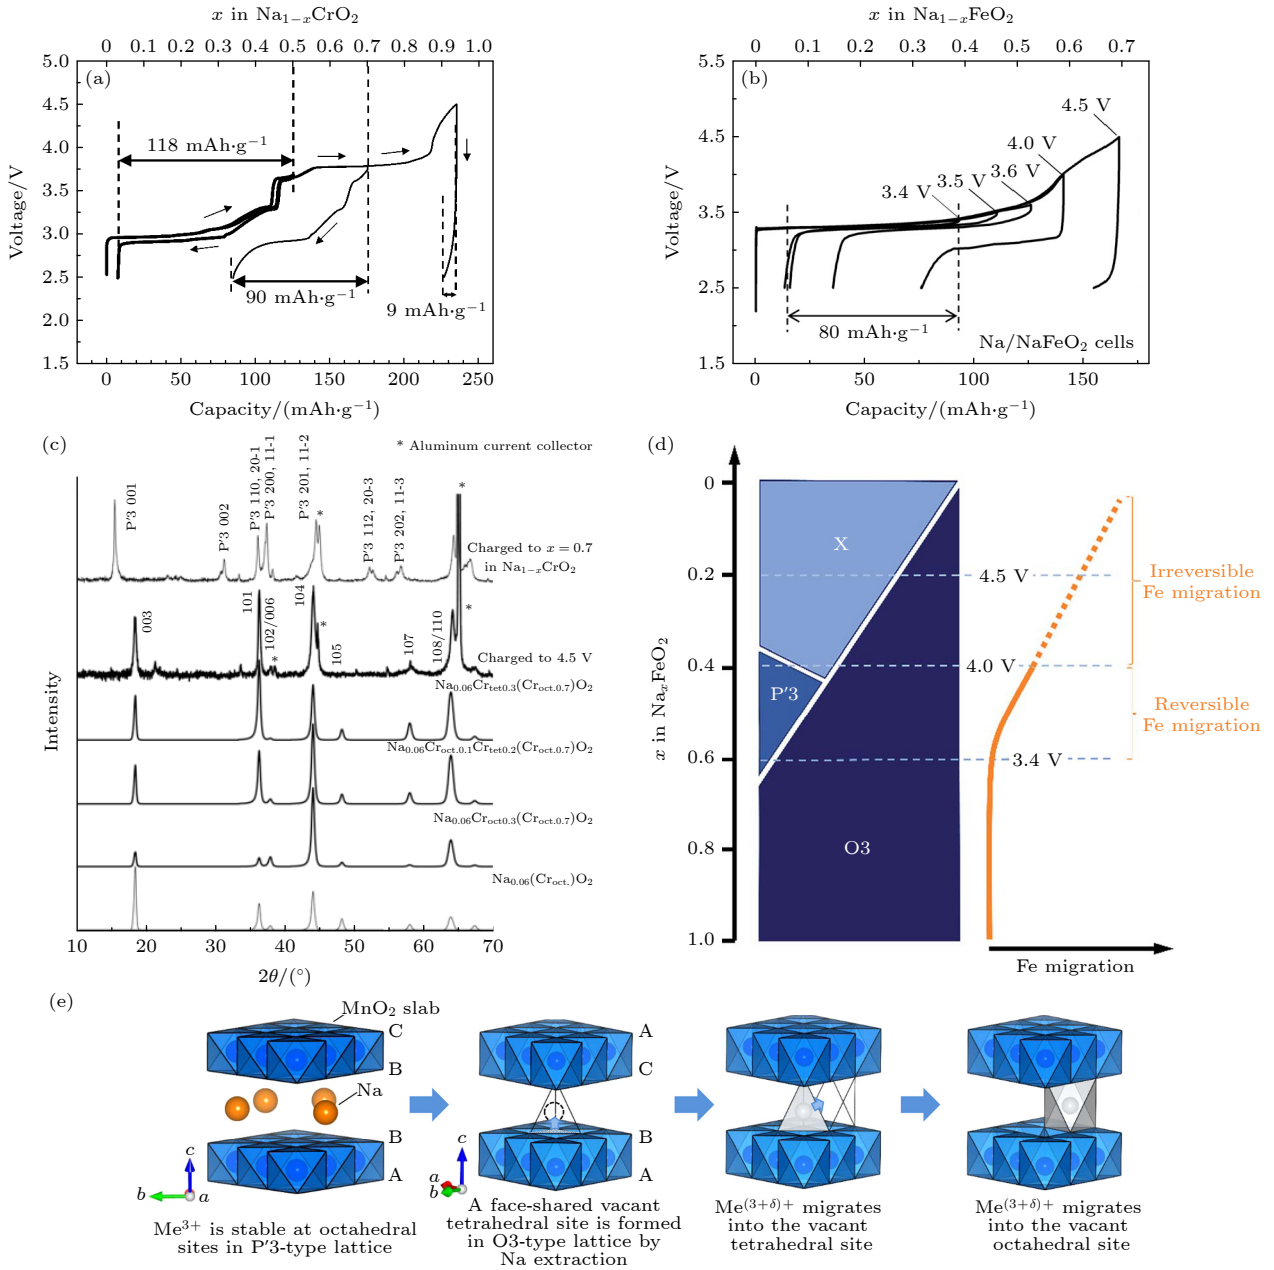 x in Na1−xCrO2
0 0.1 0.2 0.3 0.4 0.5 0.6 0.7 0.8 0.9 1.0
(a)
5.0
4.5
4.0
3.5
3.0
2.5
2.0
1.5
Voltage/V
118 mAh·g−1
90 mAh·g−1
9 mAh·g−1
0 50 100 150 200 250
Capacity/(mAh·g−1)
x in Na1−xFeO2
0 0.1 0.2 0.3 0.4 0.5 0.6 0.7
(b)
5.5
4.5
3.5
2.5
1.5
Voltage/V
4.5 V
4.0 V
3.6 V
3.5 V
3.4 V
80 mAh·g−1
Na/NaFeO2 cells
0 50 100 150
Capacity/(mAh·g−1)
(c)
* Aluminum current collector
P′3 001
P′3 002
P′3 110, 20-1
P′3 200, 11-1
P′3 201, 11-2
*
P′3 112, 20-3
P′3 202, 11-3
*
Charged to x = 0.7
in Na1−xCrO2
003
101
102/006
*
104
*
105
107
108/110
*
Charged to 4.5 V
Na0.06Crtet0.3(Croct.0.7)O2
Na0.06Croct.0.1Crtet0.2(Croct.0.7)O2
Na0.06Croct0.3(Croct.0.7)O2
Na0.06(Croct.)O2
Intensity
10 20 30 40 50 60 70
2θ/(°)
(d)
0
0.2
0.4
0.6
0.8
1.0
x in NaxFeO2
X
P′3
O3
4.5 V
4.0 V
3.4 V
Irreversible
Fe migration
Reversible
Fe migration
Fe migration
(e)
MnO2 slab
C
B
Na
B
A
c
b
a
Me3+ is stable at octahedral
sites in P′3-type lattice
A
C
B
A
c
a
b
A face-shared vacant
tetrahedral site is formed
in O3-type lattice by
Na extraction
Me(3+δ)+ migrates
into the vacant
tetrahedral site
Me(3+δ)+ migrates
into the vacant
octahedral site